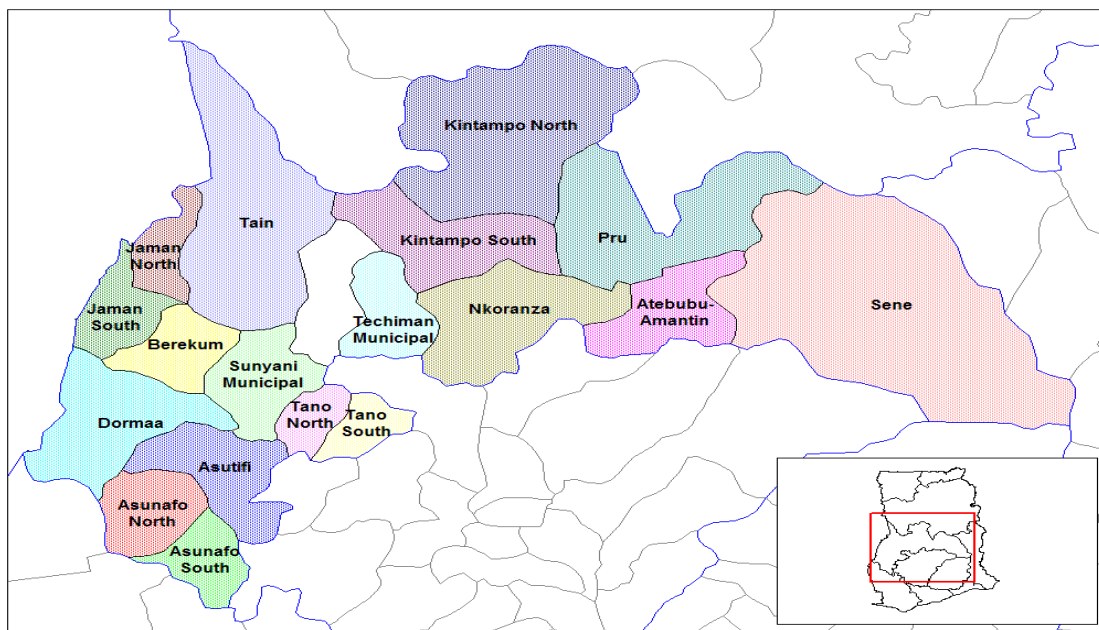 Kintampo North
Tain
Kintampo South
Pru
Jaman
North
Jaman
South
Nkoranza
Atebubu-
Amantin
Sene
Techiman
Municipal
Berekum
Sunyani
Municipal
Tano
North
Tano
South
Dormaa
Asutifi
Asunafo
North
Asunafo
South